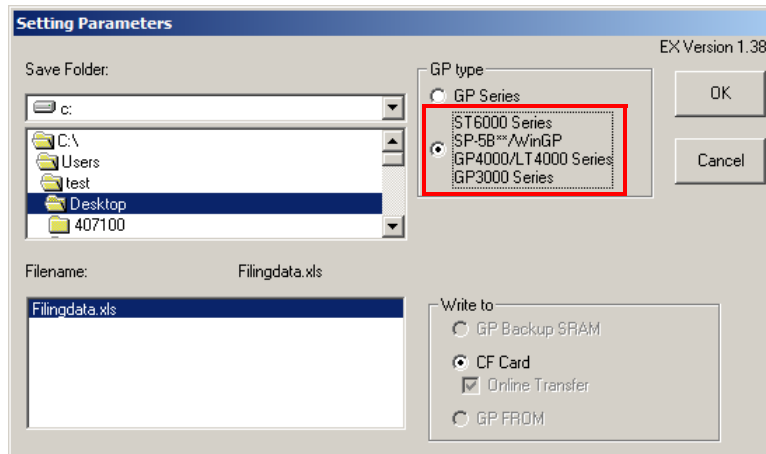 Setting Parameters
EX Version 1.38
Save Folder:
c:
C:\
Users
test
Desktop
407100
GP type
GP Series
ST6000 Series
SP-5B**/WinGP
GP4000/LT4000 Series
GP3000 Series
OK
Cancel
Filename: Filingdata.xls
Filingdata.xls
Write to
GP Backup SRAM
CF Card
Online Transfer
GP FROM